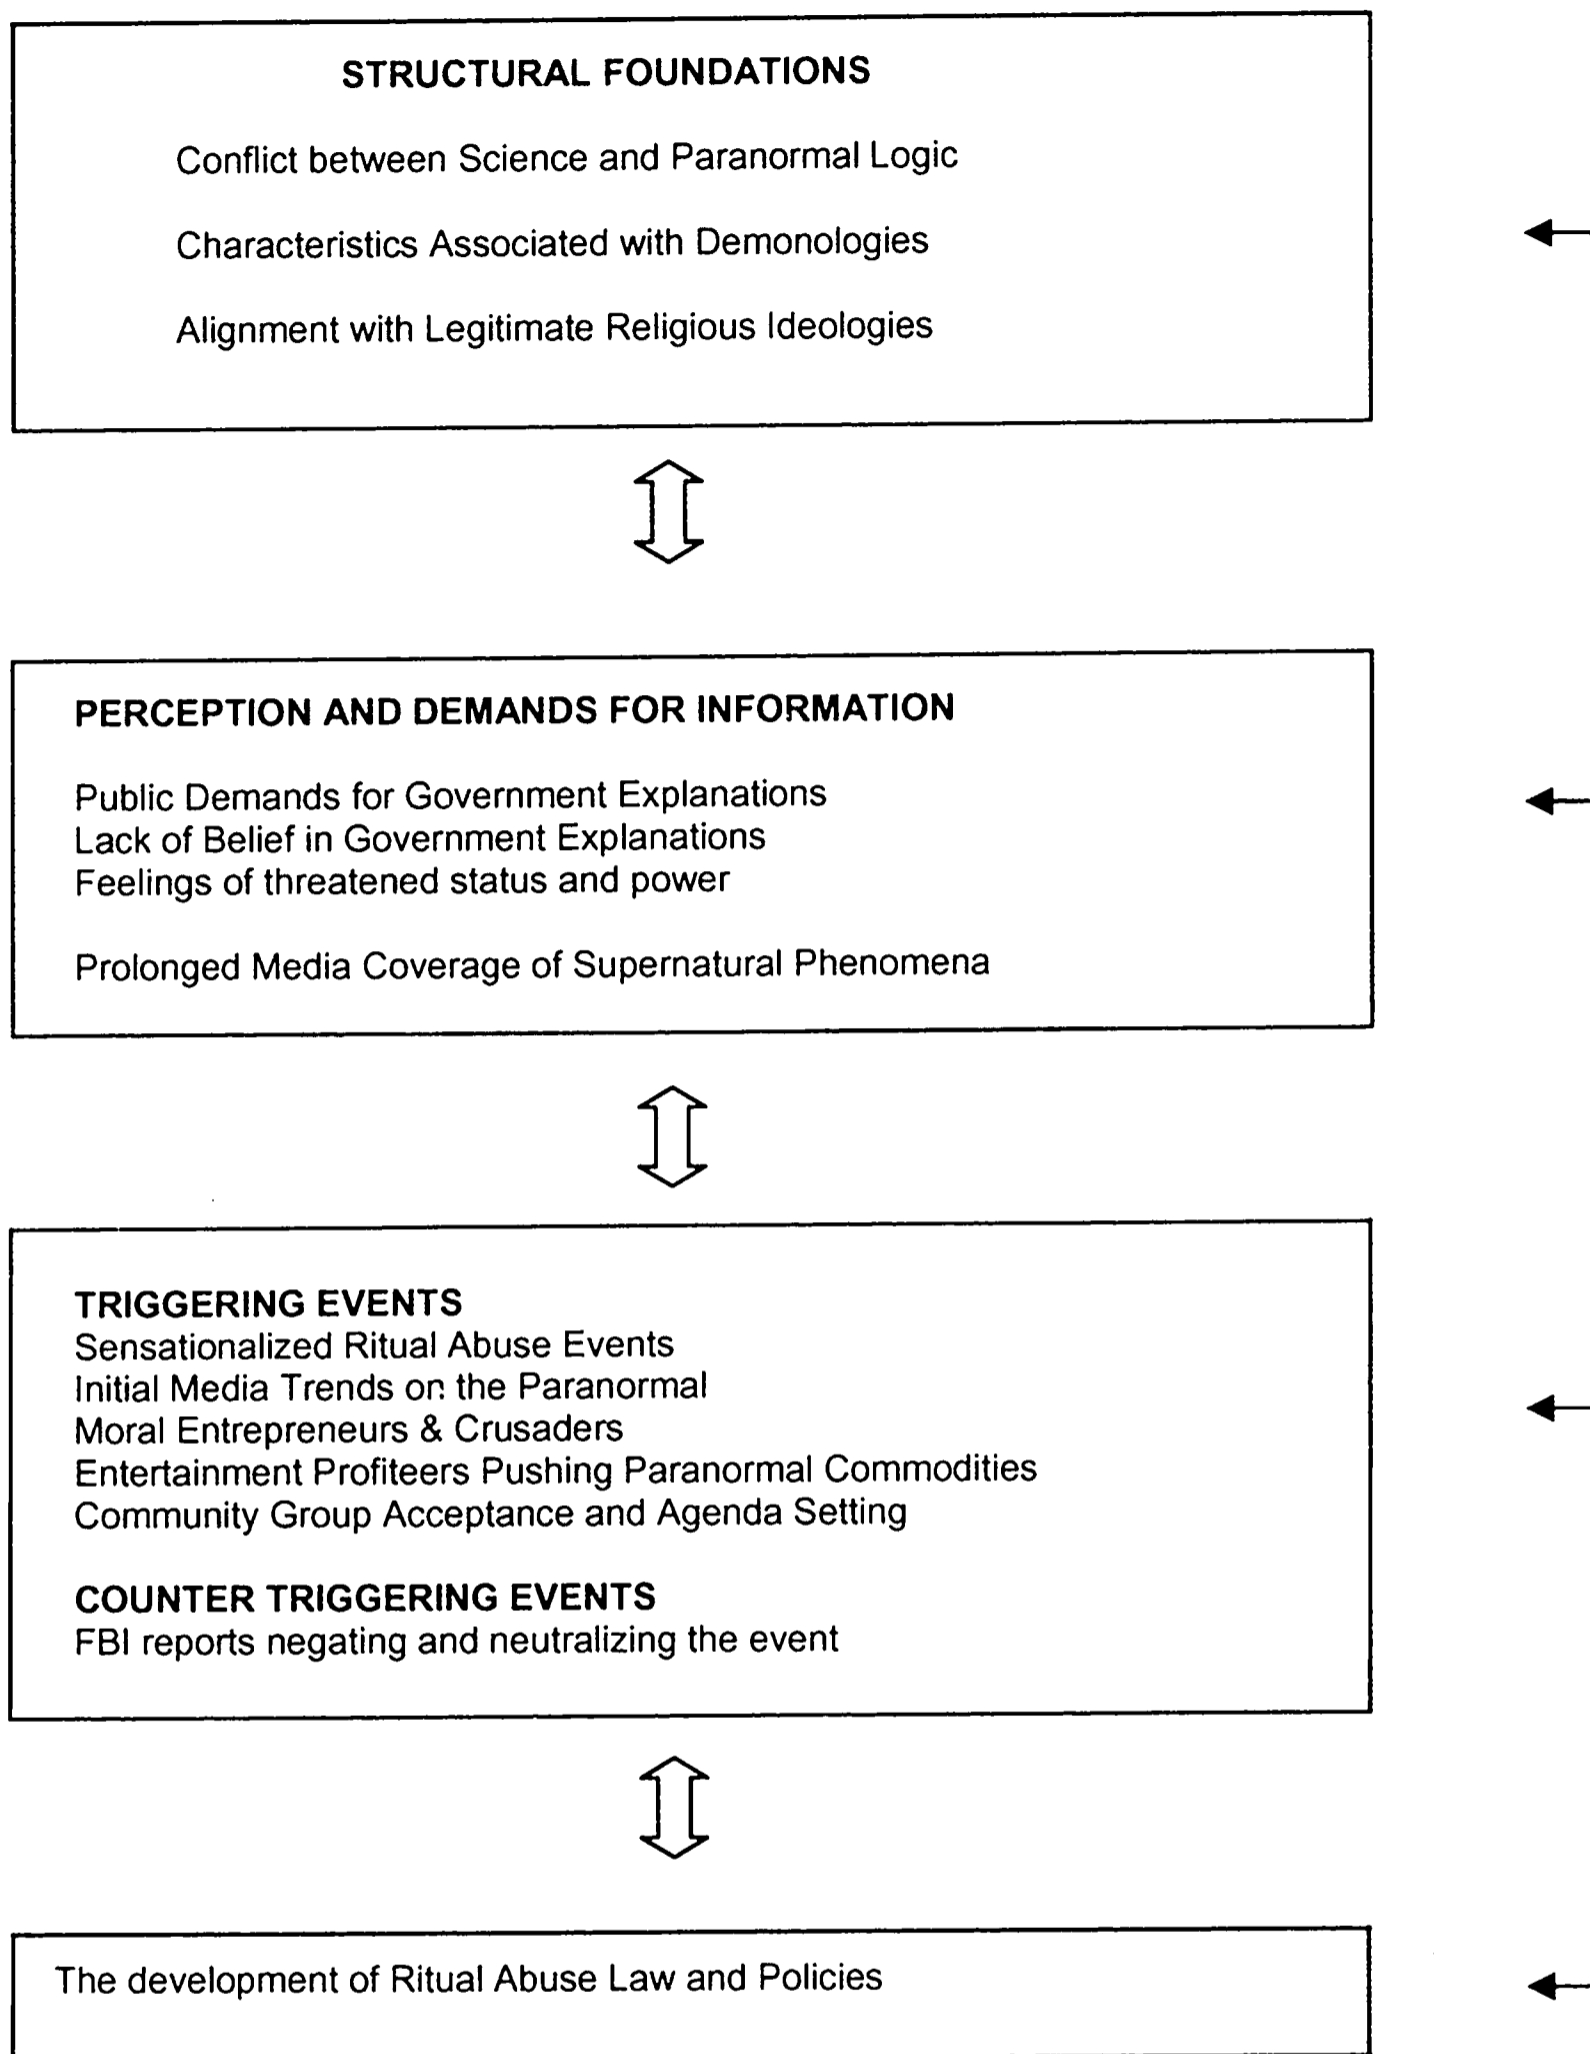 STRUCTURAL FOUNDATIONS
Conflict between Science and Paranormal Logic
Characteristics Associated with Demonologies
Alignment with Legitimate Religious Ideologies
PERCEPTION AND DEMANDS FOR INFORMATION
Public Demands for Government Explanations
Lack of Belief in Government Explanations
Feelings of threatened status and power
Prolonged Media Coverage of Supernatural Phenomena
TRIGGERING EVENTS
Sensationalized Ritual Abuse Events
Initial Media Trends on the Paranormal
Moral Entrepreneurs & Crusaders
Entertainment Profiteers Pushing Paranormal Commodities
Community Group Acceptance and Agenda Setting
COUNTER TRIGGERING EVENTS
FBI reports negating and neutralizing the event
The development of Ritual Abuse Law and Policies